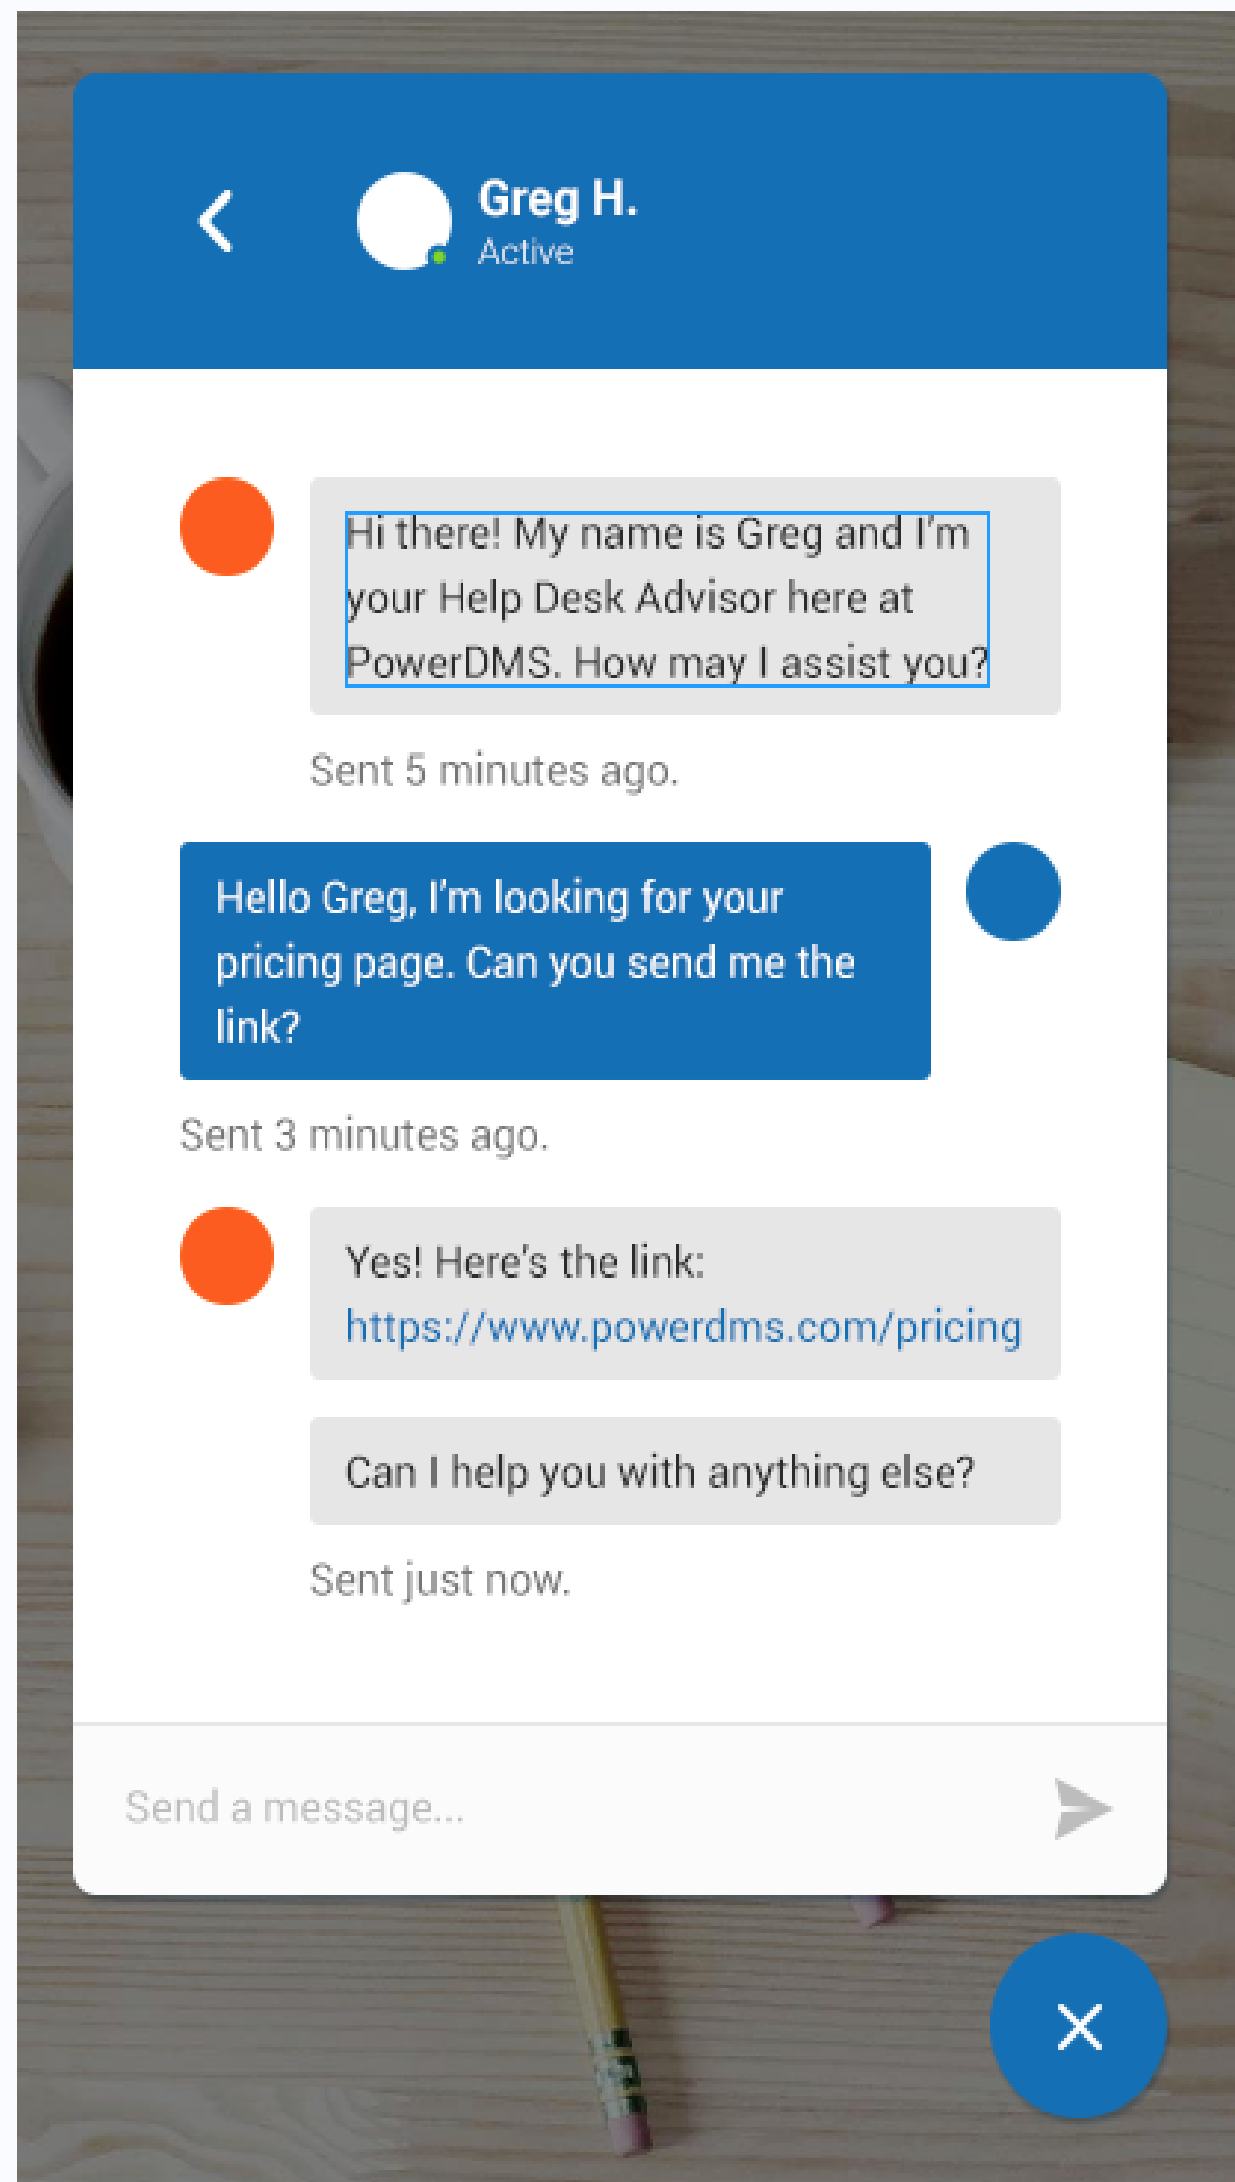 Greg H.
Active
Hi there! My name is Greg and I'm
your Help Desk Advisor here at
PowerDMS. How may I assist you?
Sent 5 minutes ago.
Hello Greg, I'm looking for your
pricing page. Can you send me the
link?
Sent 3 minutes ago.
Yes! Here's the link:
https://www.powerdms.com/pricing
Can I help you with anything else?
Sent just now.
Send a message...